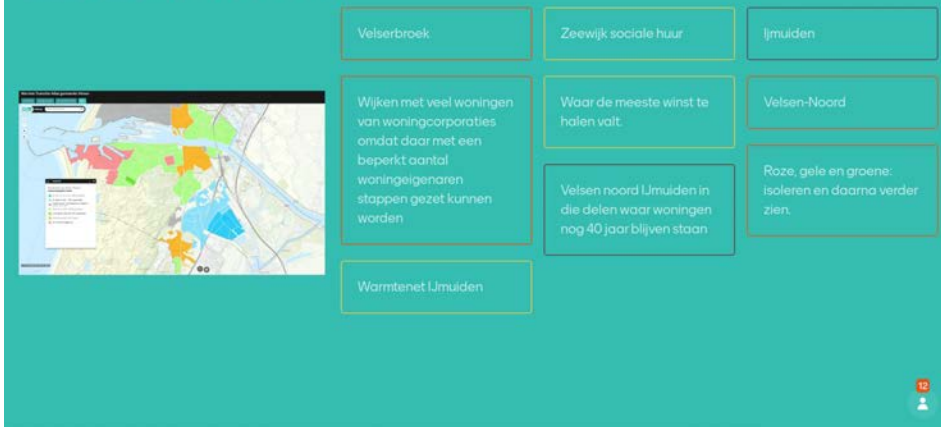 Velserbroek
Wijken met veel woningen
van woningcorporaties
omdat daar met een
beperkt aantal
woningeigenaren
stappen gezet kunnen
worden
Warmtenet IJmuiden
Zeewijk sociale huur
Waar de meeste winst te
halen valt.
Velsen noord IJmuiden in
die delen waar woningen
nog 40 jaar blijven staan
Ijmuiden
Velsen-Noord
Roze, gele en groene:
isoleren en daarna verder
zien.
12